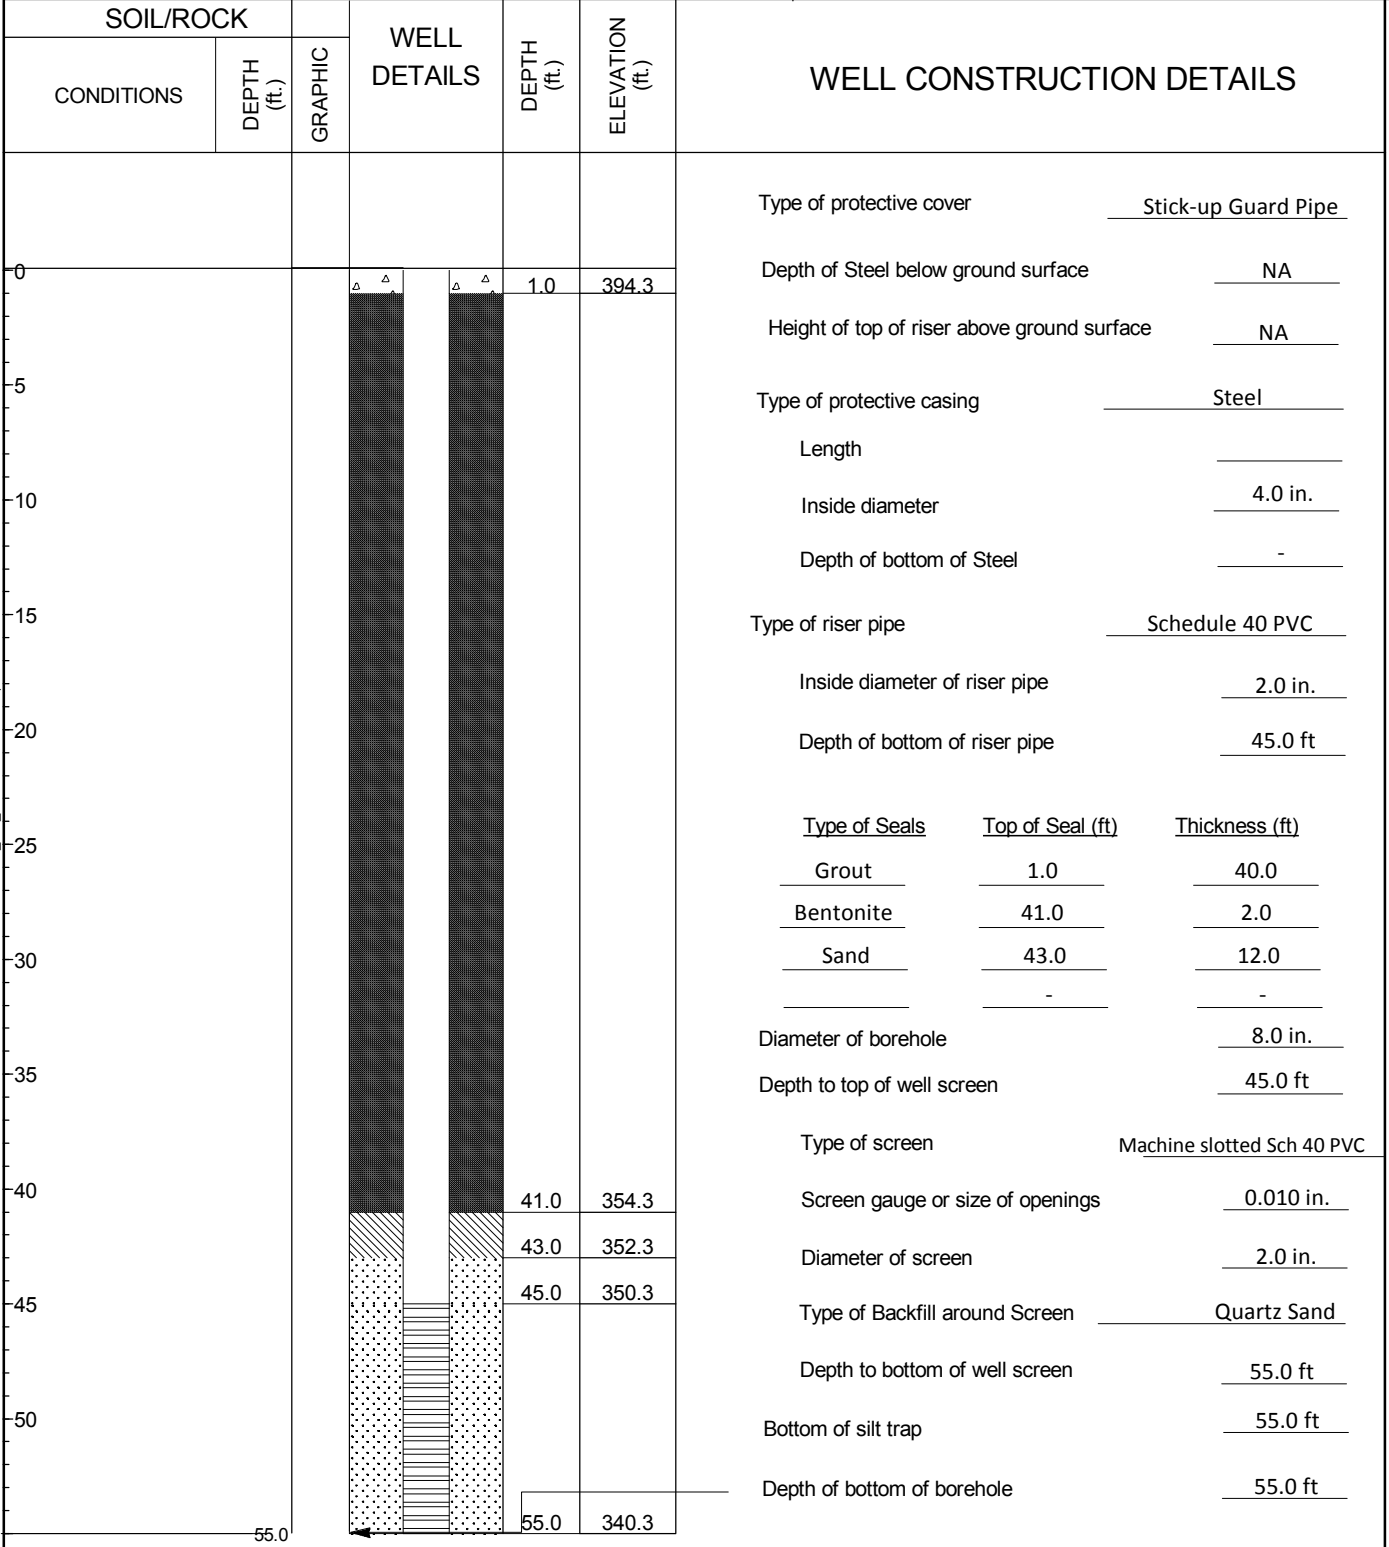 SOIL/ROCK
CONDITIONS
DEPTH
(ft.)
GRAPHIC
WELL
DETAILS
DEPTH
(ft.)
ELEVATION
(ft.)
WELL CONSTRUCTION DETAILS
Type of protective cover Stick-up Guard Pipe
0
1.0 394.3
Depth of Steel below ground surface NA
Height of top of riser above ground surface NA
5
Type of protective casing Steel
Length
10
Inside diameter 4.0 in.
Depth of bottom of Steel -
15
Type of riser pipe Schedule 40 PVC
Inside diameter of riser pipe 2.0 in.
20
Depth of bottom of riser pipe 45.0 ft
Type of Seals Top of Seal (ft) Thickness (ft)
25
Grout 1.0 40.0
Bentonite 41.0 2.0
30
Sand 43.0 12.0
- -
Diameter of borehole 8.0 in.
35
Depth to top of well screen 45.0 ft
Type of screen Machine slotted Sch 40 PVC
40
41.0 354.3
Screen gauge or size of openings 0.010 in.
43.0 352.3
Diameter of screen 2.0 in.
45.0 350.3
45
Type of Backfill around Screen Quartz Sand
Depth to bottom of well screen 55.0 ft
50
Bottom of silt trap 55.0 ft
Depth of bottom of borehole 55.0 ft
55.0 340.3
55.0